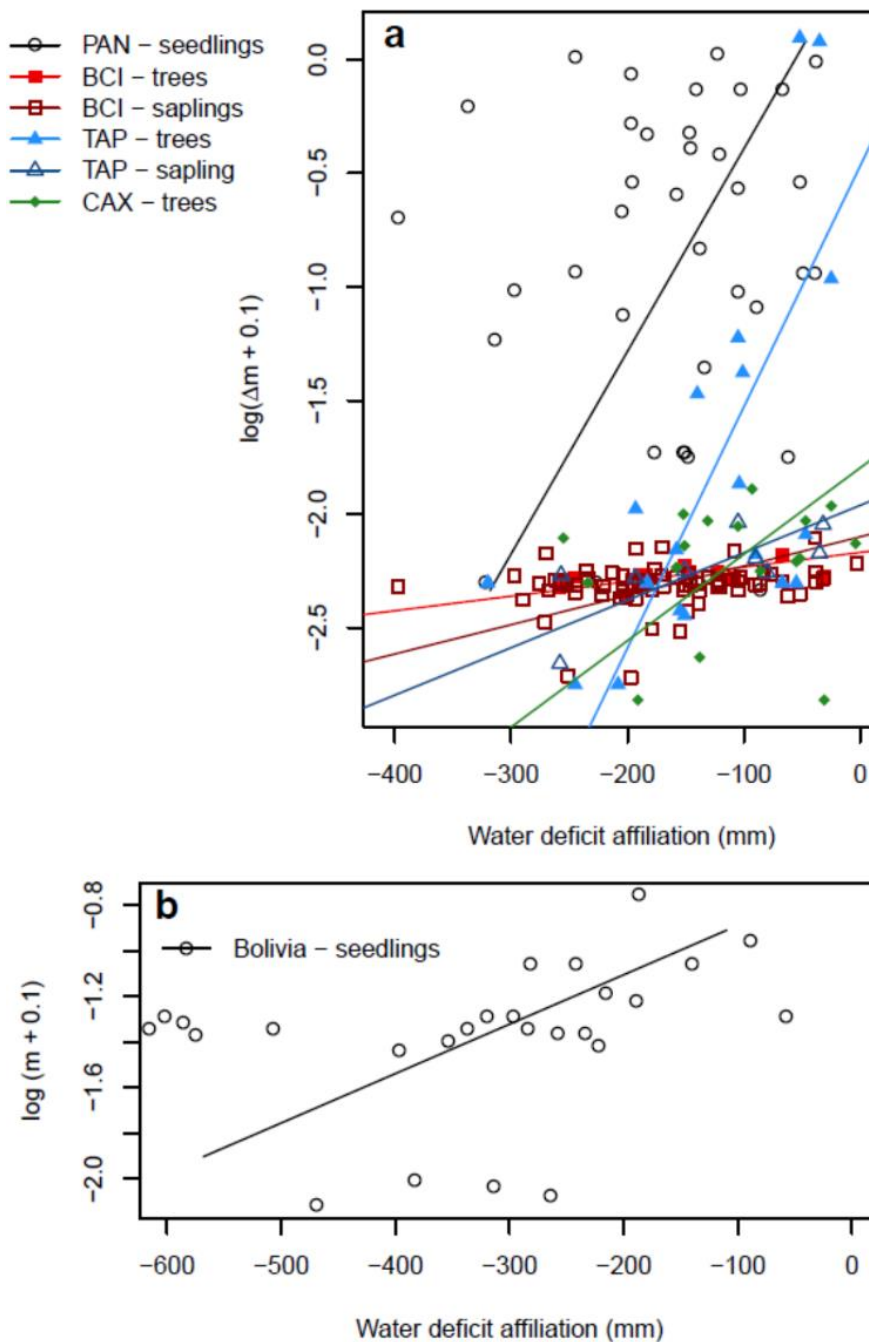 PAN − seedlings
BCI − trees
BCI − saplings
TAP − trees
TAP − sapling
CAX − trees
a
0.0
−0.5
−1.0
−1.5
−2.0
−2.5
log(Δm + 0.1)
−400 −300 −200 −100 0
Water deficit affiliation (mm)
b
Bolivia − seedlings
−0.8
−1.2
−1.6
−2.0
log (m + 0.1)
−600 −500 −400 −300 −200 −100 0
Water deficit affiliation (mm)